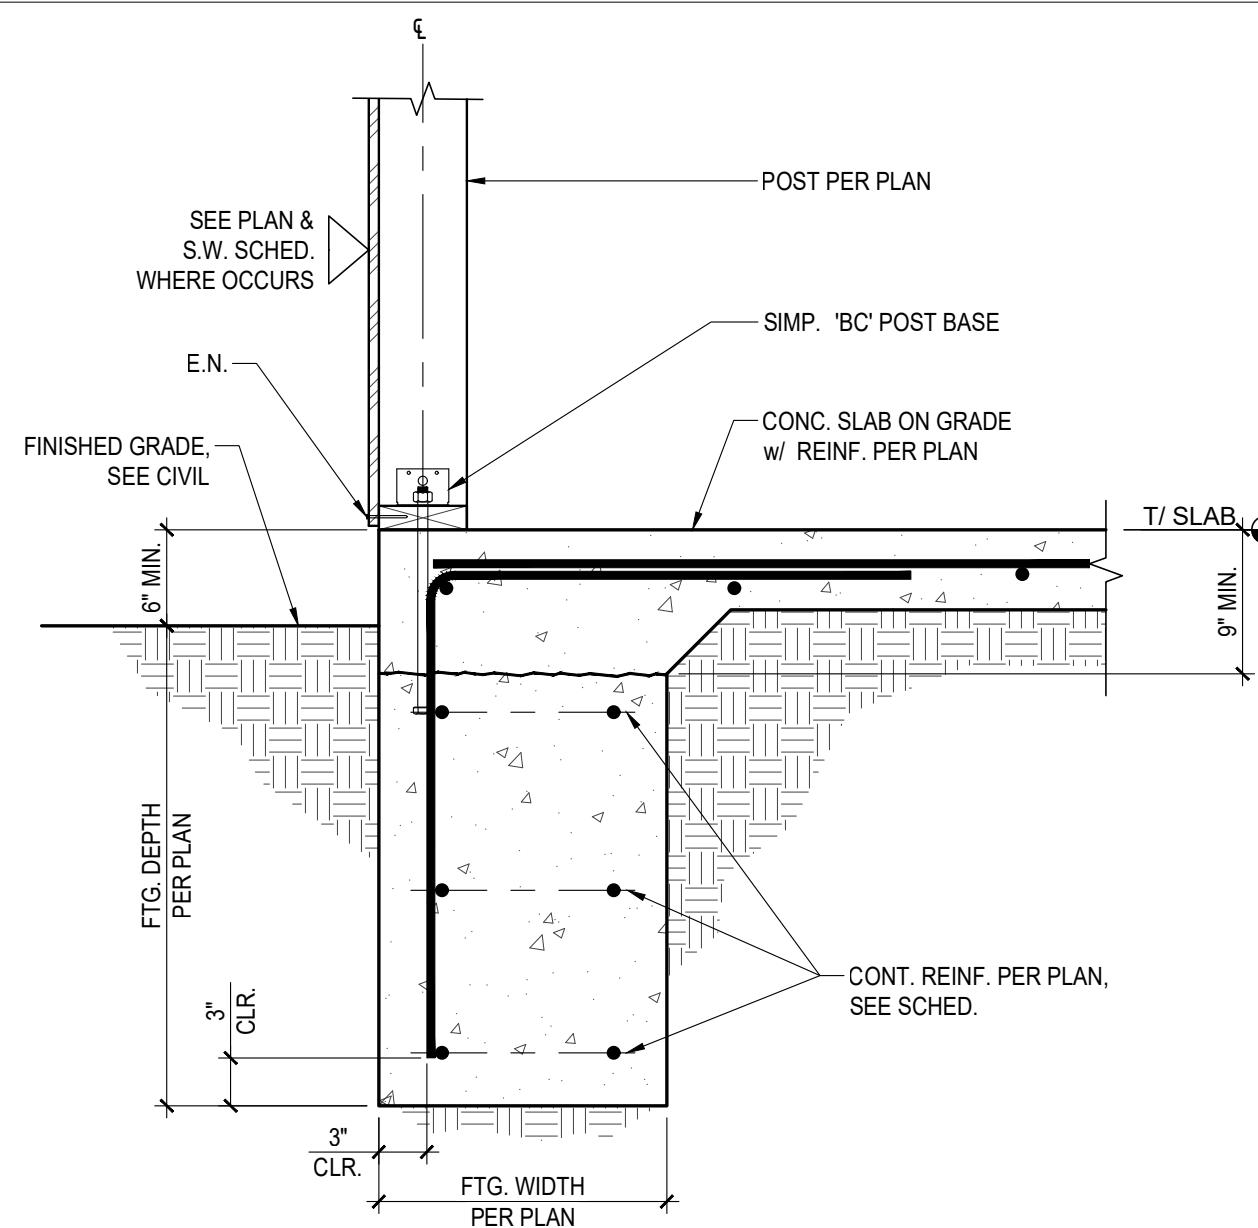 ℄
POST PER PLAN
SEE PLAN &
S.W. SCHED.
WHERE OCCURS
SIMP. 'BC' POST BASE
E.N.
CONC. SLAB ON GRADE
w/ REINF. PER PLAN
FINISHED GRADE,
SEE CIVIL
T/ SLAB
6" MIN.
9" MIN.
FTG. DEPTH
PER PLAN
3"
CLR.
CONT. REINF. PER PLAN,
SEE SCHED.
3"
CLR.
FTG. WIDTH
PER PLAN